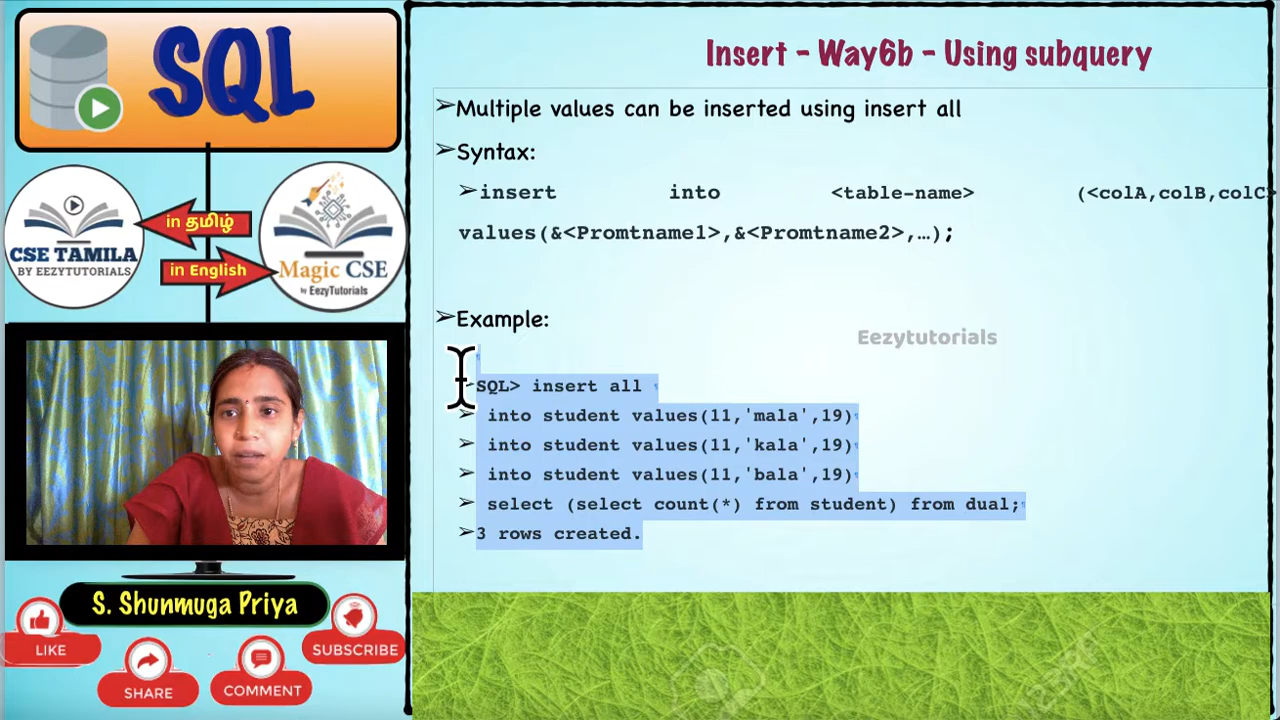 SQL
in தமிழ்
CSE TAMILA
BY EEZYTUTORIALS
in English
Magic CSE
by EezyTutorials
S. Shunmuga Priya
LIKE
SHARE
COMMENT
SUBSCRIBE
Insert - Way6b - Using subquery
➢Multiple values can be inserted using insert all
➢Syntax:
➢insert into <table-name> (<colA,colB,colC>
values(&<Promtname1>,&<Promtname2>,…);
➢Example:
Eezytutorials
SQL> insert all
➢ into student values(11,'mala',19)
➢ into student values(11,'kala',19)
➢ into student values(11,'bala',19)
➢ select (select count(*) from student) from dual;
➢3 rows created.